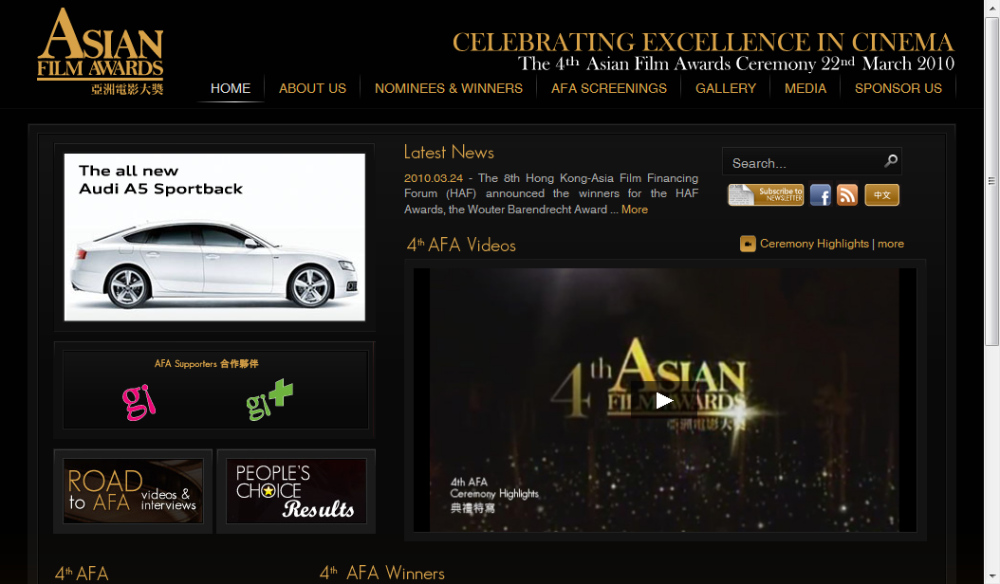 ASIAN
FILM AWARDS
亞洲電影大獎
CELEBRATING EXCELLENCE IN CINEMA
The 4th Asian Film Awards Ceremony 22nd March 2010
HOME
ABOUT US
NOMINEES & WINNERS
AFA SCREENINGS
GALLERY
MEDIA
SPONSOR US
The all new
Audi A5 Sportback
AFA Supporters 合作夥伴
gi
gi+
ROAD
to AFA
videos &
interviews
PEOPLE'S
CHOICE
Results
Latest News
2010.03.24 - The 8th Hong Kong-Asia Film Financing
Forum (HAF) announced the winners for the HAF
Awards, the Wouter Barendrecht Award ... More
Search...
Subscribe to
NEWSLETTER
f
中文
4th AFA Videos
Ceremony Highlights | more
4th ASIAN
FILM AWARDS
亞洲電影大獎
4th AFA
Ceremony Highlights
典禮特寫
4th AFA
4th AFA Winners